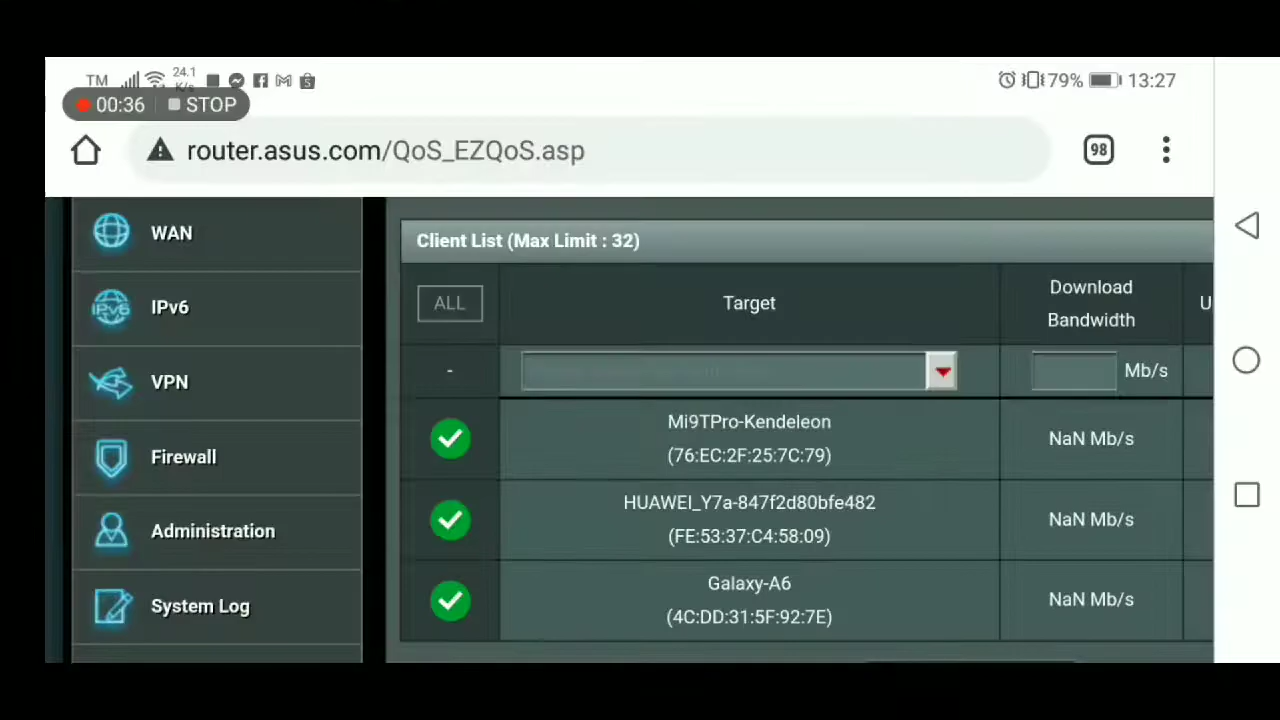 TM 24.1 K/s 79% 13:27
00:36 STOP
router.asus.com/QoS_EZQoS.asp 98
WAN
IPv6
VPN
Firewall
Administration
System Log
Client List (Max Limit : 32)
ALL Target Download Bandwidth U
- Mb/s
Mi9TPro-Kendeleon
(76:EC:2F:25:7C:79)
NaN Mb/s
HUAWEI_Y7a-847f2d80bfe482
(FE:53:37:C4:58:09)
NaN Mb/s
Galaxy-A6
(4C:DD:31:5F:92:7E)
NaN Mb/s